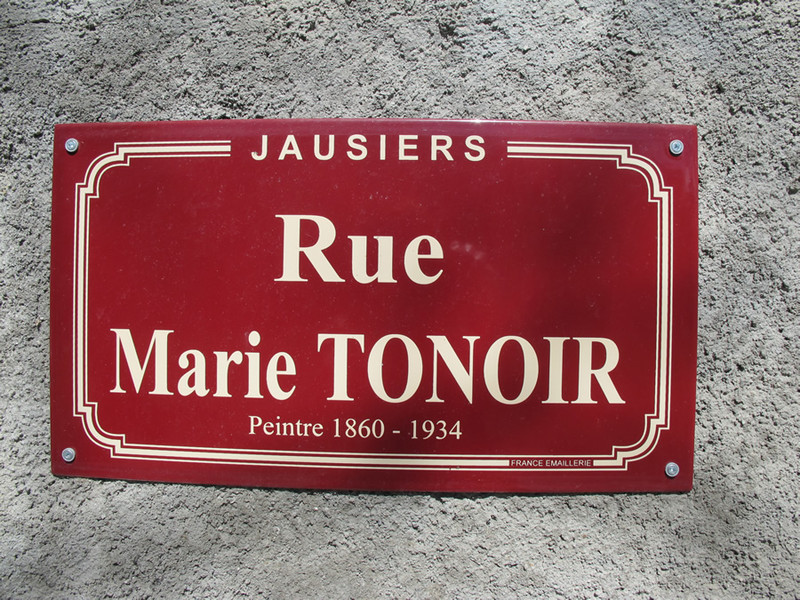 JAUSIERS
Rue
Marie TONOIR
Peintre 1860 - 1934
FRANCE EMAILLERIE